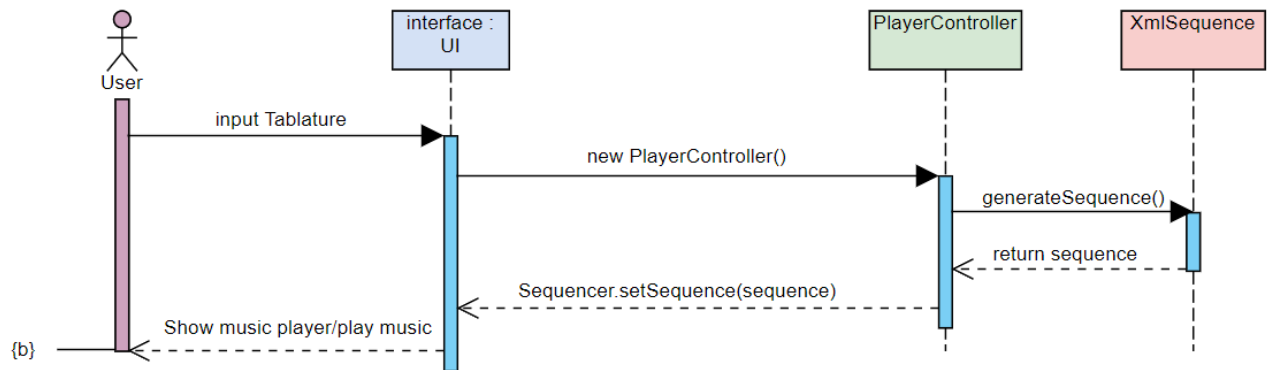 interface :
UI
PlayerController
XmlSequence
User
input Tablature
new PlayerController()
generateSequence()
return sequence
Sequencer.setSequence(sequence)
Show music player/play music
{b}